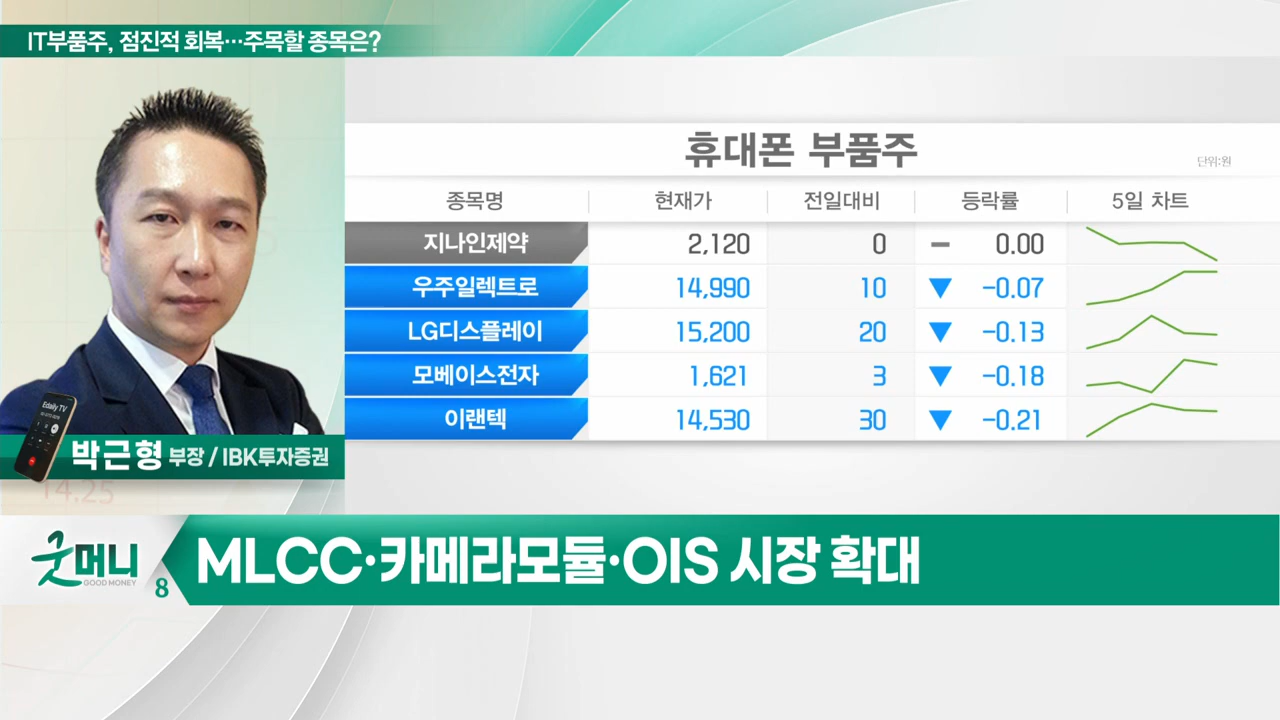 IT부품주, 점진적 회복…주목할 종목은?
휴대폰 부품주
단위:원
종목명 현재가 전일대비 등락률 5일 차트
지나인제약 2,120 0 – 0.00
우주일렉트로 14,990 10 ▼ -0.07
LG디스플레이 15,200 20 ▼ -0.13
모베이스전자 1,621 3 ▼ -0.18
이랜텍 14,530 30 ▼ -0.21
Edaily TV
박근형 부장 / IBK투자증권
14.25
굿머니
GOOD MONEY
8
MLCC·카메라모듈·OIS 시장 확대